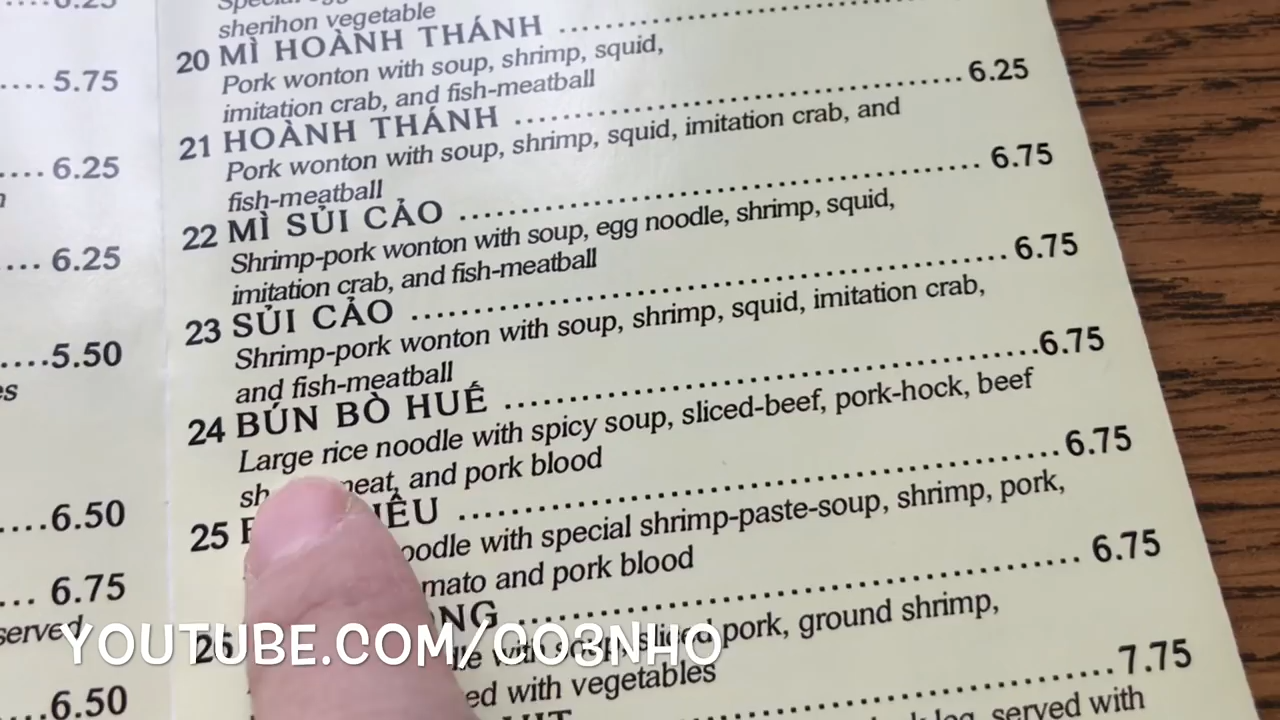 6.25
5.75
6.25
6.25
5.50
es
6.50
6.75
served
6.50
sherihon vegetable
20 MÌ HOÀNH THÁNH
Pork wonton with soup, shrimp, squid,
imitation crab, and fish-meatball
21 HOÀNH THÁNH 6.25
Pork wonton with soup, shrimp, squid, imitation crab, and
fish-meatball
22 MÌ SỦI CẢO 6.75
Shrimp-pork wonton with soup, egg noodle, shrimp, squid,
imitation crab, and fish-meatball
23 SỦI CẢO 6.75
Shrimp-pork wonton with soup, shrimp, squid, imitation crab,
and fish-meatball
24 BÚN BÒ HUẾ 6.75
Large rice noodle with spicy soup, sliced-beef, pork-hock, beef
meat, and pork blood
25 6.75
noodle with special shrimp-paste-soup, shrimp, pork,
and pork blood
26 6.75
with soup, sliced pork, ground shrimp,
with vegetables
7.75
served with
YOUTUBE.COM/CO3NHO